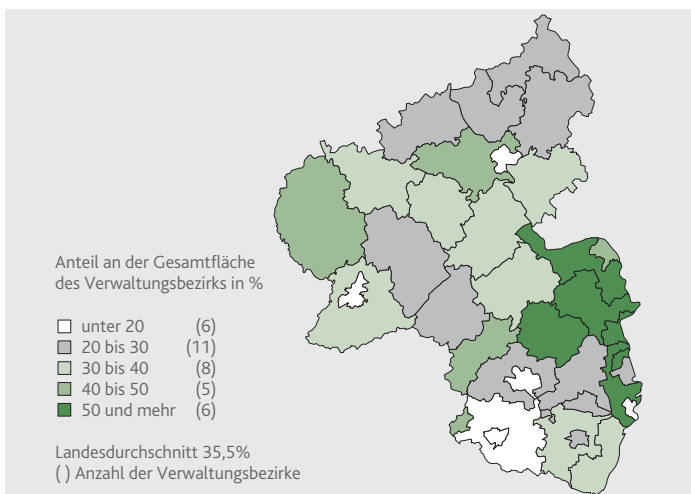 Anteil an der Gesamtfläche
des Verwaltungsbezirks in %
unter 20 (6)
20 bis 30 (11)
30 bis 40 (8)
40 bis 50 (5)
50 und mehr (6)
Landesdurchschnitt 35,5%
( ) Anzahl der Verwaltungsbezirke